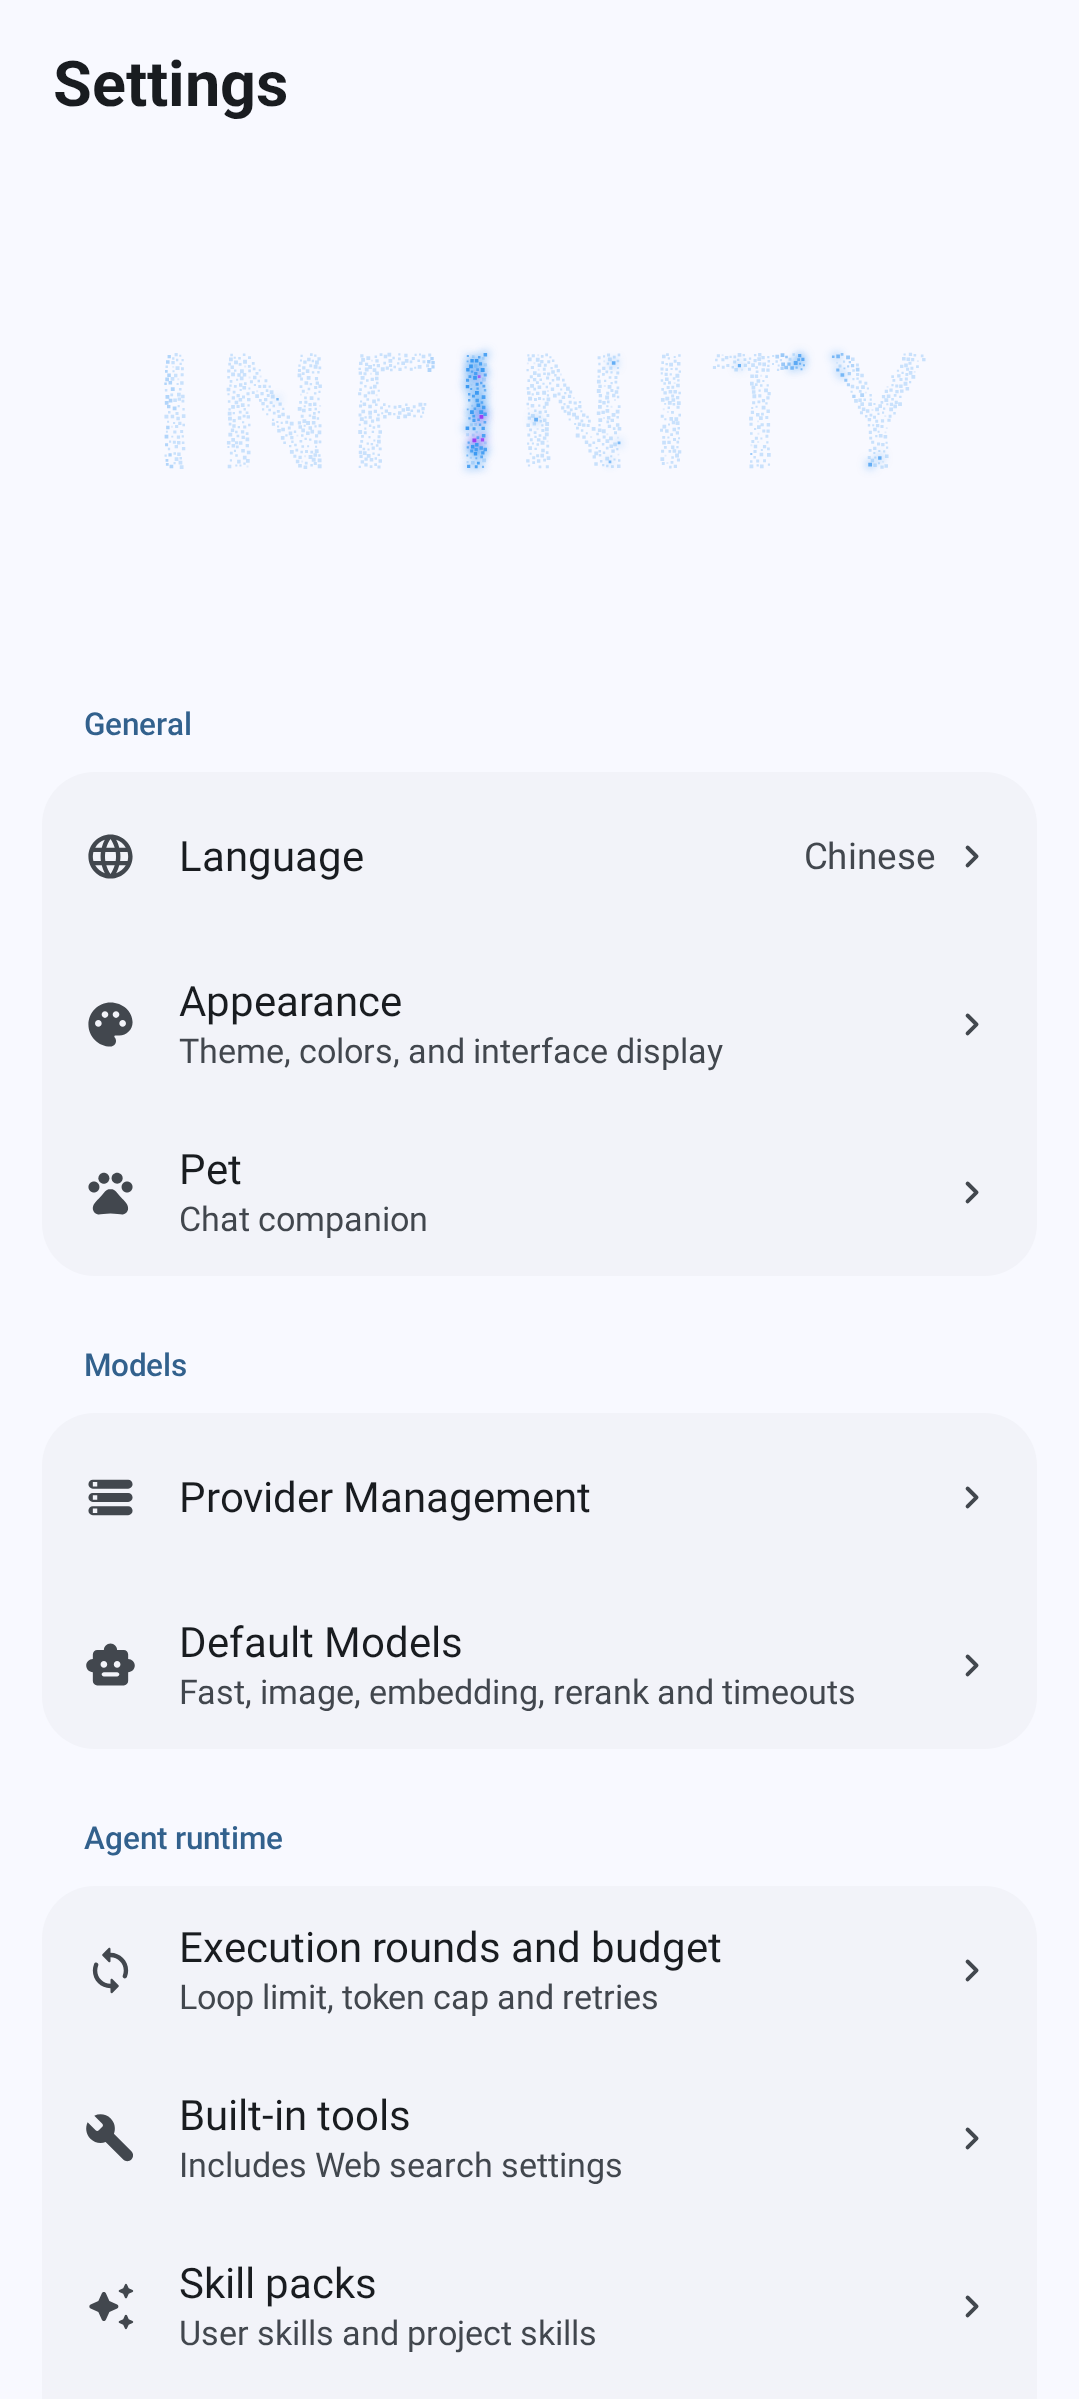 Settings
INFINITY
General
Language
Chinese
Appearance
Theme, colors, and interface display
Pet
Chat companion
Models
Provider Management
Default Models
Fast, image, embedding, rerank and timeouts
Agent runtime
Execution rounds and budget
Loop limit, token cap and retries
Built-in tools
Includes Web search settings
Skill packs
User skills and project skills